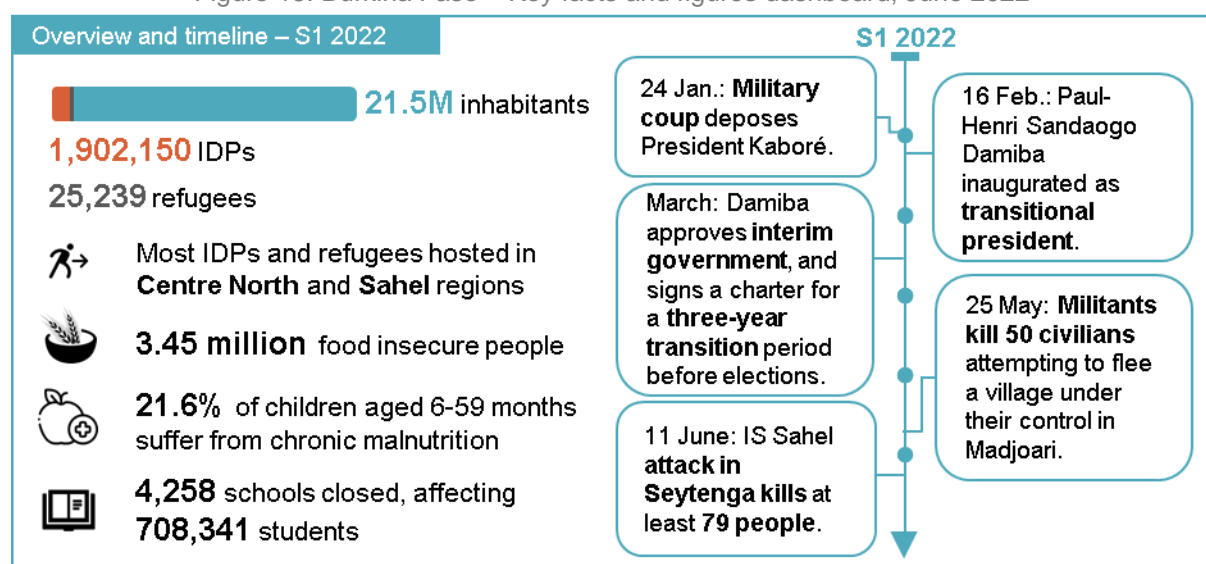 Overview and timeline – S1 2022
21.5M inhabitants
1,902,150 IDPs
25,239 refugees
Most IDPs and refugees hosted in
Centre North and Sahel regions
3.45 million food insecure people
21.6% of children aged 6-59 months
suffer from chronic malnutrition
4,258 schools closed, affecting
708,341 students
S1 2022
24 Jan.: Military
coup deposes
President Kaboré.
16 Feb.: Paul-
Henri Sandaogo
Damiba
inaugurated as
transitional
president.
March: Damiba
approves interim
government, and
signs a charter for
a three-year
transition period
before elections.
25 May: Militants
kill 50 civilians
attempting to flee
a village under
their control in
Madjoari.
11 June: IS Sahel
attack in
Seytenga kills at
least 79 people.